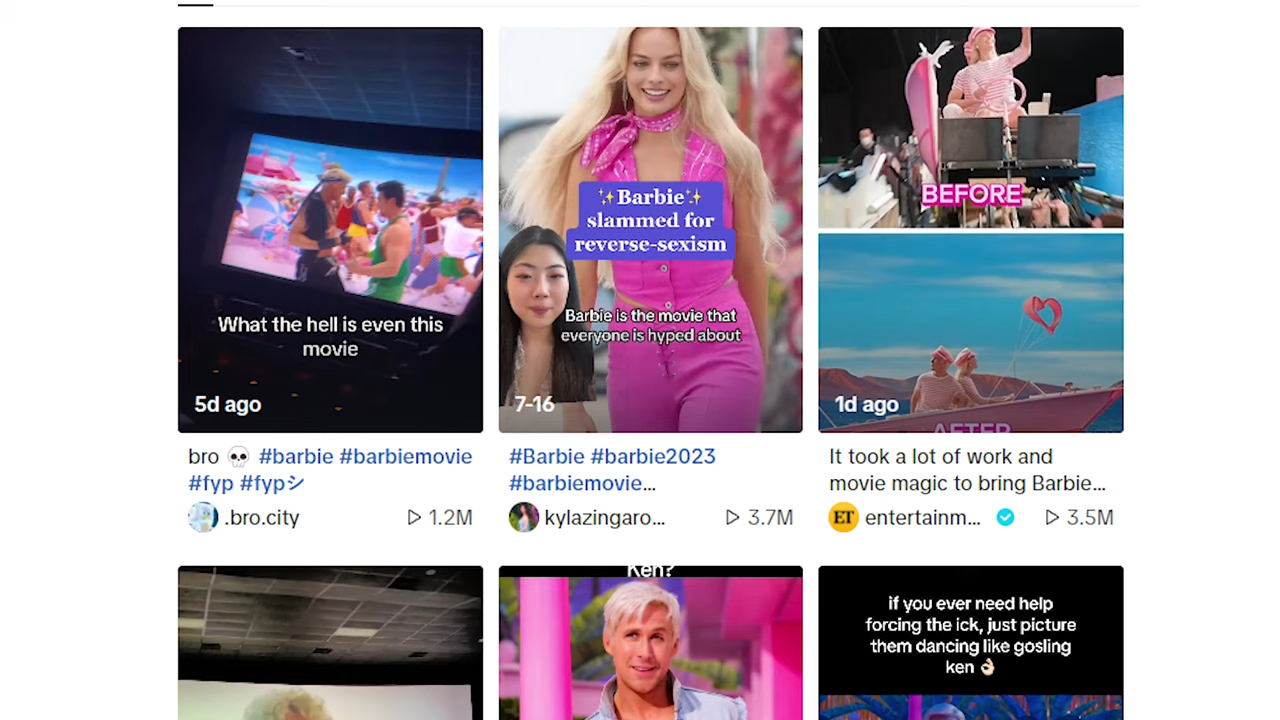 ✨Barbie✨
slammed for
reverse-sexism
BEFORE
What the hell is even this
movie
Barbie is the movie that
everyone is hyped about
5d ago
7-16
1d ago
AFTER
bro 💀 #barbie #barbiemovie
#fyp #fypシ
#Barbie #barbie2023
#barbiemovie...
It took a lot of work and
movie magic to bring Barbie...
.bro.city
1.2M
kylazingaro...
3.7M
ET
entertainm...
3.5M
Ken?
if you ever need help
forcing the ick, just picture
them dancing like gosling
ken 👌🏻